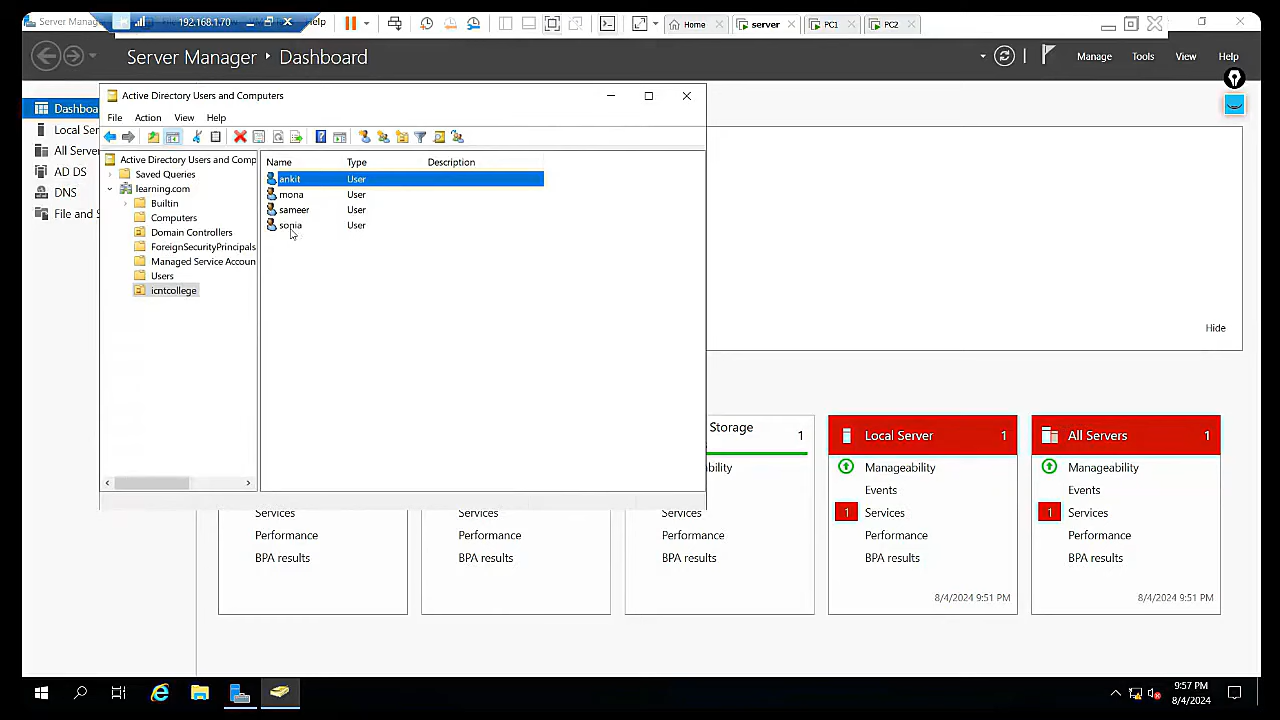 Server Manager
192.168.1.70
lp
Home
server
PC1
PC2
Server Manager ‣ Dashboard
Manage
Tools
View
Help
Dashboa
Local Ser
All Server
AD DS
DNS
File and S
Active Directory Users and Computers
File Action View Help
Active Directory Users and Comp
Saved Queries
learning.com
Builtin
Computers
Domain Controllers
ForeignSecurityPrincipals
Managed Service Accoun
Users
icntcollege
Name Type Description
ankit User
mona User
sameer User
sonia User
Hide
Storage 1
bility
Services
Performance
BPA results
Services
Performance
BPA results
Services
Performance
BPA results
Local Server 1
Manageability
Events
1 Services
Performance
BPA results
8/4/2024 9:51 PM
All Servers 1
Manageability
Events
1 Services
Performance
BPA results
8/4/2024 9:51 PM
9:57 PM
8/4/2024